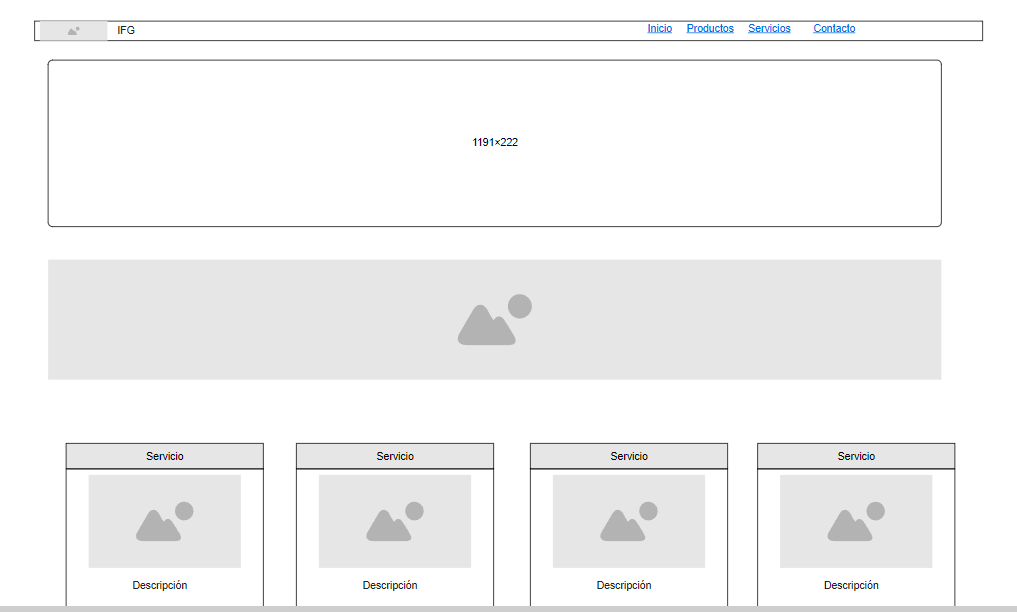 IFG
Inicio Productos Servicios Contacto
1191×222
Servicio Servicio Servicio Servicio
Descripción Descripción Descripción Descripción